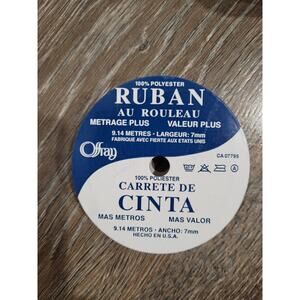 100% POLYESTER
RUBAN
AU ROULEAU
METRAGE PLUS VALEUR PLUS
9.14 METRES • LARGEUR: 7mm
FABRIQUE AVEC FIERTE AUX ETATS UNIS
Offray
CA 07795
100% POLIESTER
CARRETE DE
CINTA
MAS METROS MAS VALOR
9.14 METROS • ANCHO: 7mm
HECHO EN U.S.A.